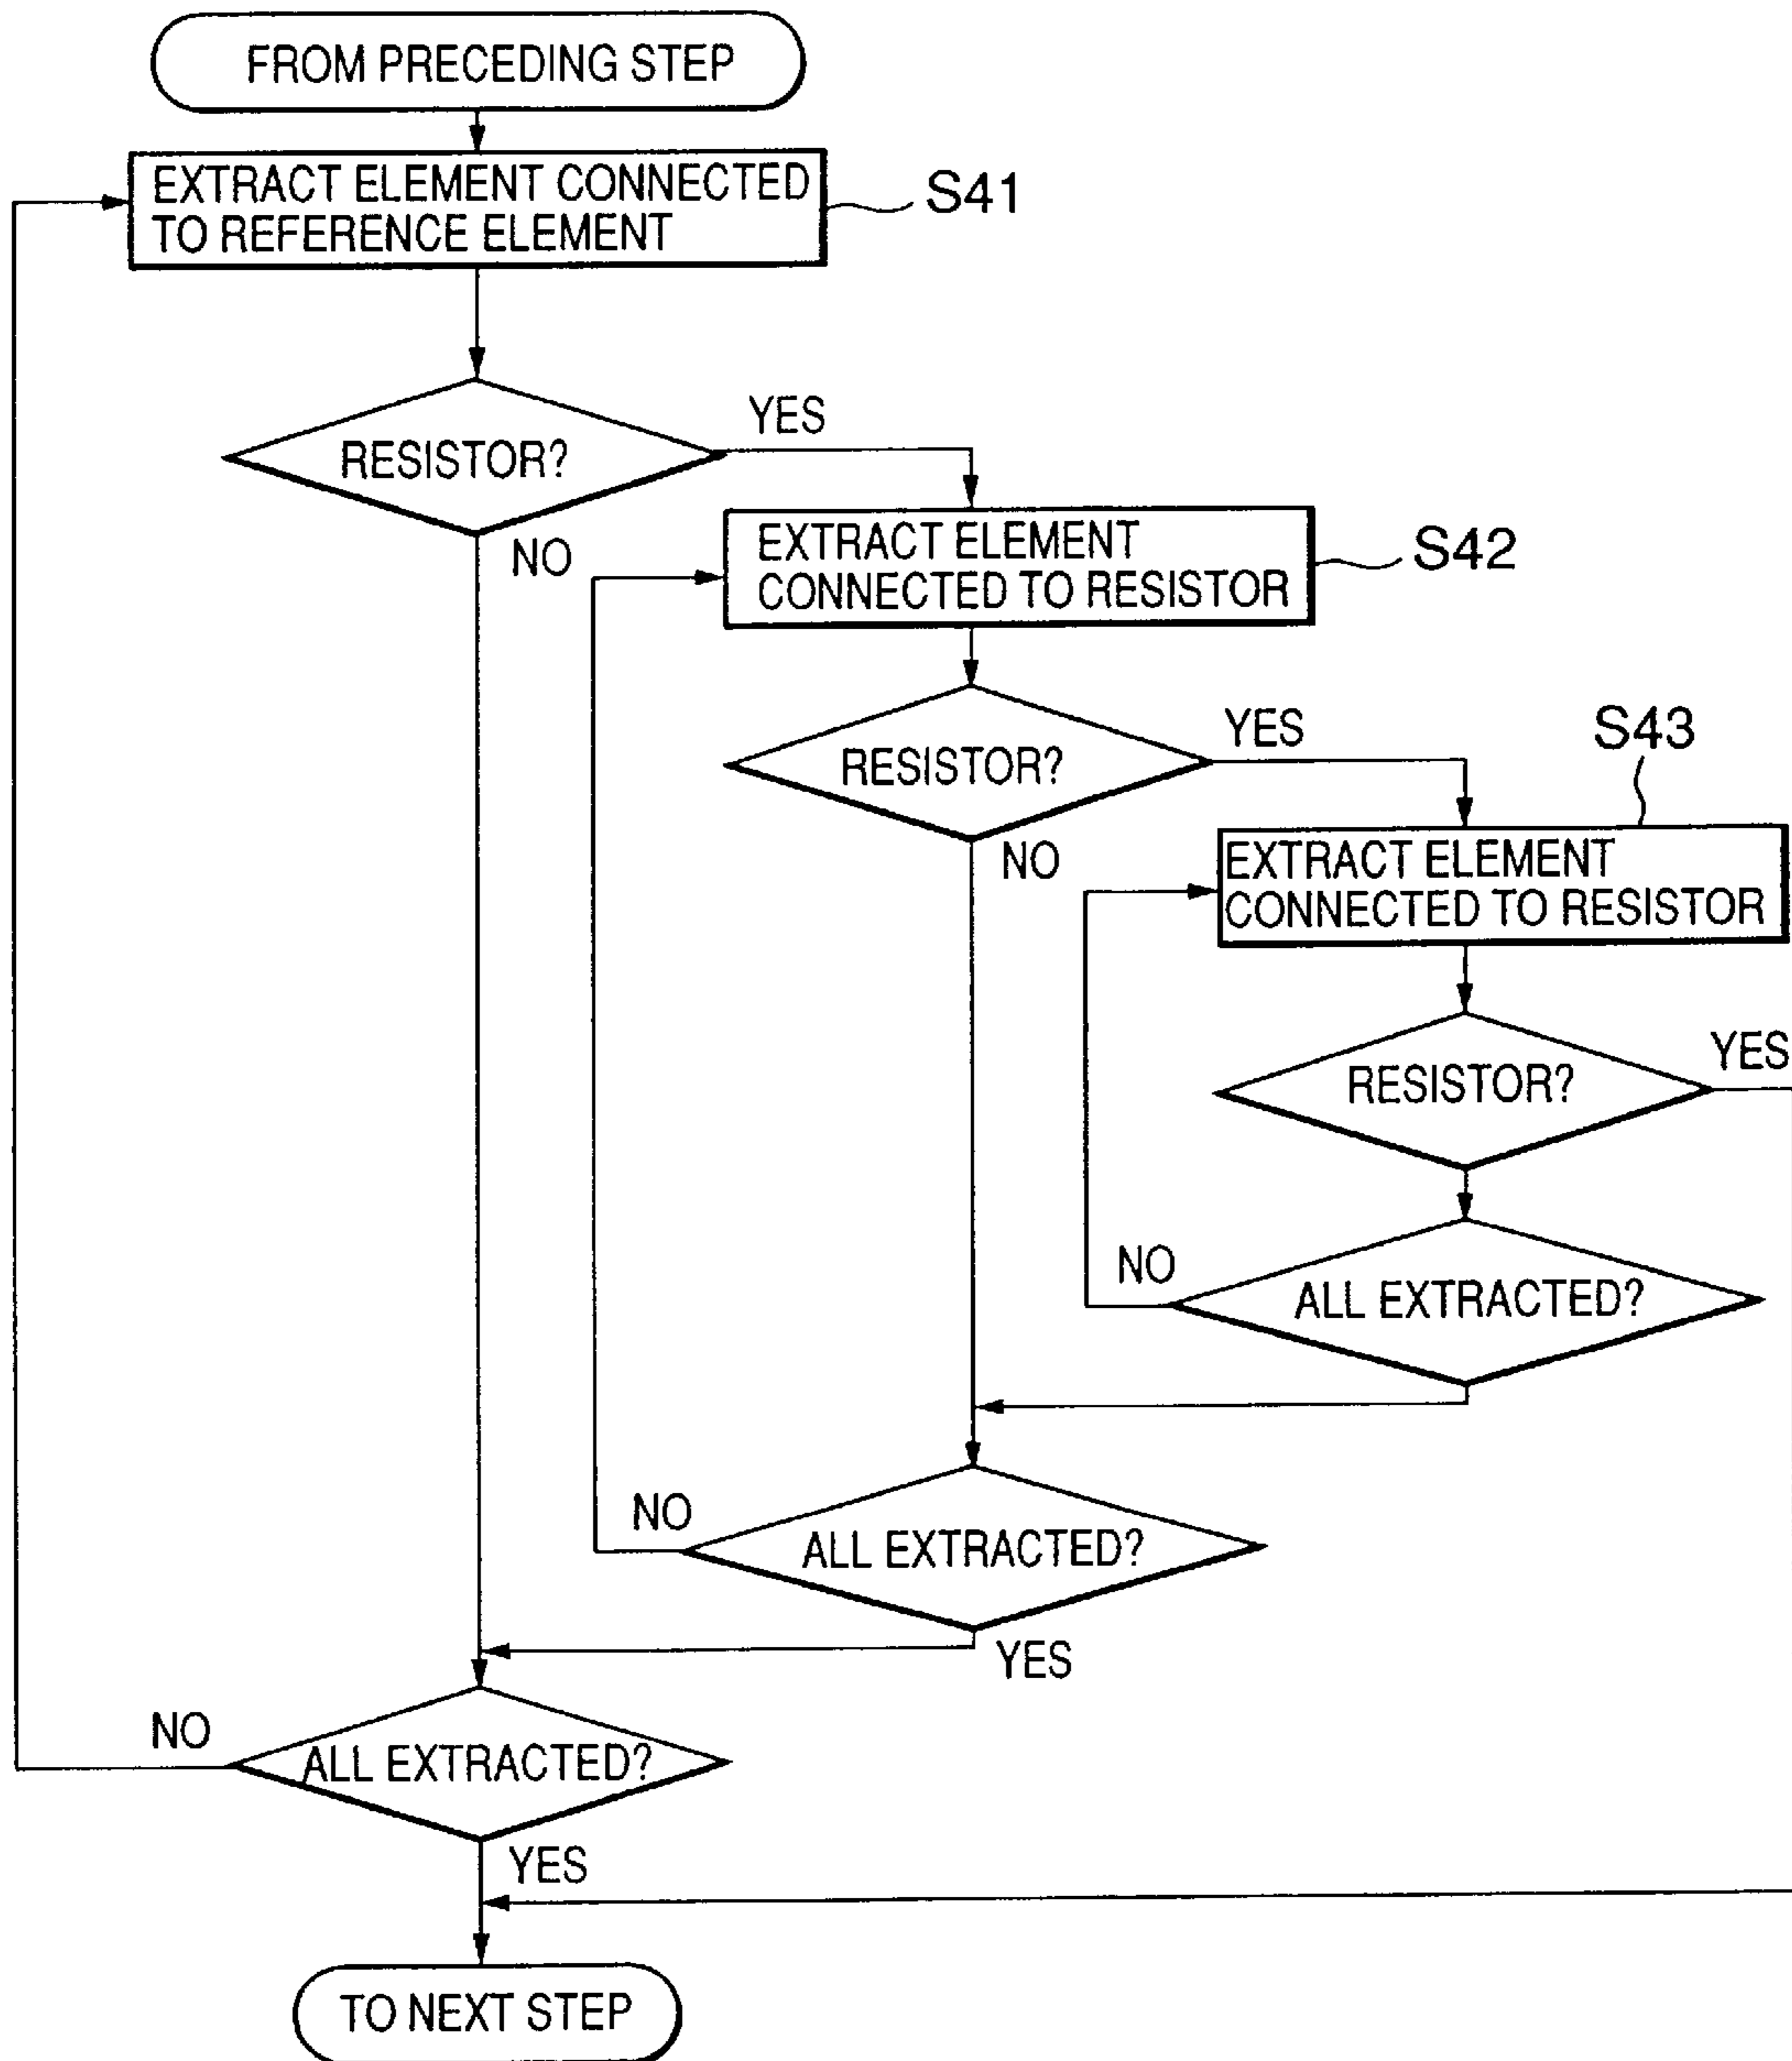 FROM PRECEDING STEP
EXTRACT ELEMENT CONNECTED
TO REFERENCE ELEMENT
S41
RESISTOR?
YES
NO
EXTRACT ELEMENT
CONNECTED TO RESISTOR
S42
RESISTOR?
YES
NO
S43
EXTRACT ELEMENT
CONNECTED TO RESISTOR
RESISTOR?
YES
ALL EXTRACTED?
NO
ALL EXTRACTED?
NO
YES
ALL EXTRACTED?
NO
YES
TO NEXT STEP